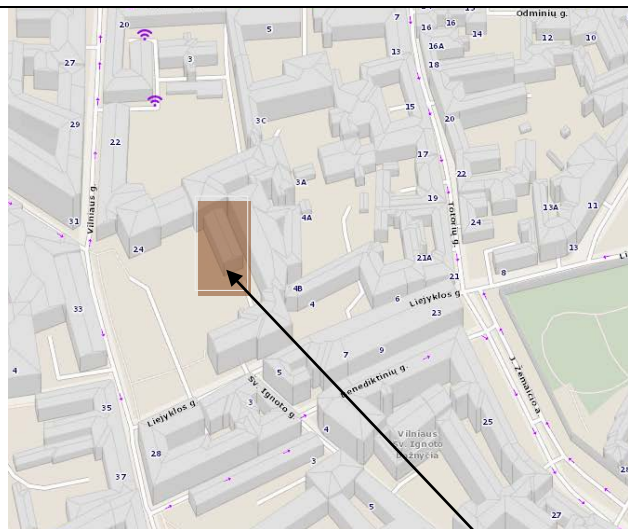 Odminių g.
20
27
3
5
7
13
16
16
14
16A
18
12
10
29
22
3C
15
20
17
22
3A
19
4A
24
13A
11
13
31
Vilniaus g.
Totorių g.
24
21A
8
4B
4
6
21
Liejyklos g.
23
33
4
7
9
5
Benediktinių g.
J. Žemaičio a.
Šv. Ignoto g.
35
Liejyklos g.
3
28
4
Vilniaus
Šv. Ignoto
bažnyčia
25
3
37
5
27